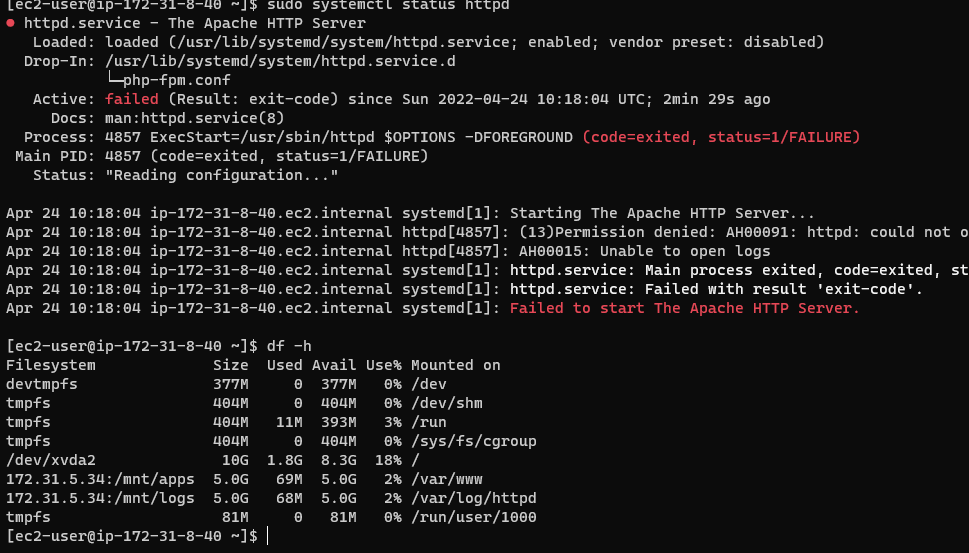 [ec2-user@ip-172-31-8-40 ~]$ sudo systemctl status httpd
● httpd.service - The Apache HTTP Server
   Loaded: loaded (/usr/lib/systemd/system/httpd.service; enabled; vendor preset: disabled)
  Drop-In: /usr/lib/systemd/system/httpd.service.d
           └─php-fpm.conf
   Active: failed (Result: exit-code) since Sun 2022-04-24 10:18:04 UTC; 2min 29s ago
     Docs: man:httpd.service(8)
  Process: 4857 ExecStart=/usr/sbin/httpd $OPTIONS -DFOREGROUND (code=exited, status=1/FAILURE)
 Main PID: 4857 (code=exited, status=1/FAILURE)
   Status: "Reading configuration..."
Apr 24 10:18:04 ip-172-31-8-40.ec2.internal systemd[1]: Starting The Apache HTTP Server...
Apr 24 10:18:04 ip-172-31-8-40.ec2.internal httpd[4857]: (13)Permission denied: AH00091: httpd: could not o
Apr 24 10:18:04 ip-172-31-8-40.ec2.internal httpd[4857]: AH00015: Unable to open logs
Apr 24 10:18:04 ip-172-31-8-40.ec2.internal systemd[1]: httpd.service: Main process exited, code=exited, st
Apr 24 10:18:04 ip-172-31-8-40.ec2.internal systemd[1]: httpd.service: Failed with result 'exit-code'.
Apr 24 10:18:04 ip-172-31-8-40.ec2.internal systemd[1]: Failed to start The Apache HTTP Server.
[ec2-user@ip-172-31-8-40 ~]$ df -h
Filesystem             Size  Used Avail Use% Mounted on
devtmpfs               377M     0  377M   0% /dev
tmpfs                  404M     0  404M   0% /dev/shm
tmpfs                  404M   11M  393M   3% /run
tmpfs                  404M     0  404M   0% /sys/fs/cgroup
/dev/xvda2              10G  1.8G  8.3G  18% /
172.31.5.34:/mnt/apps  5.0G   69M  5.0G   2% /var/www
172.31.5.34:/mnt/logs  5.0G   68M  5.0G   2% /var/log/httpd
tmpfs                   81M     0   81M   0% /run/user/1000
[ec2-user@ip-172-31-8-40 ~]$